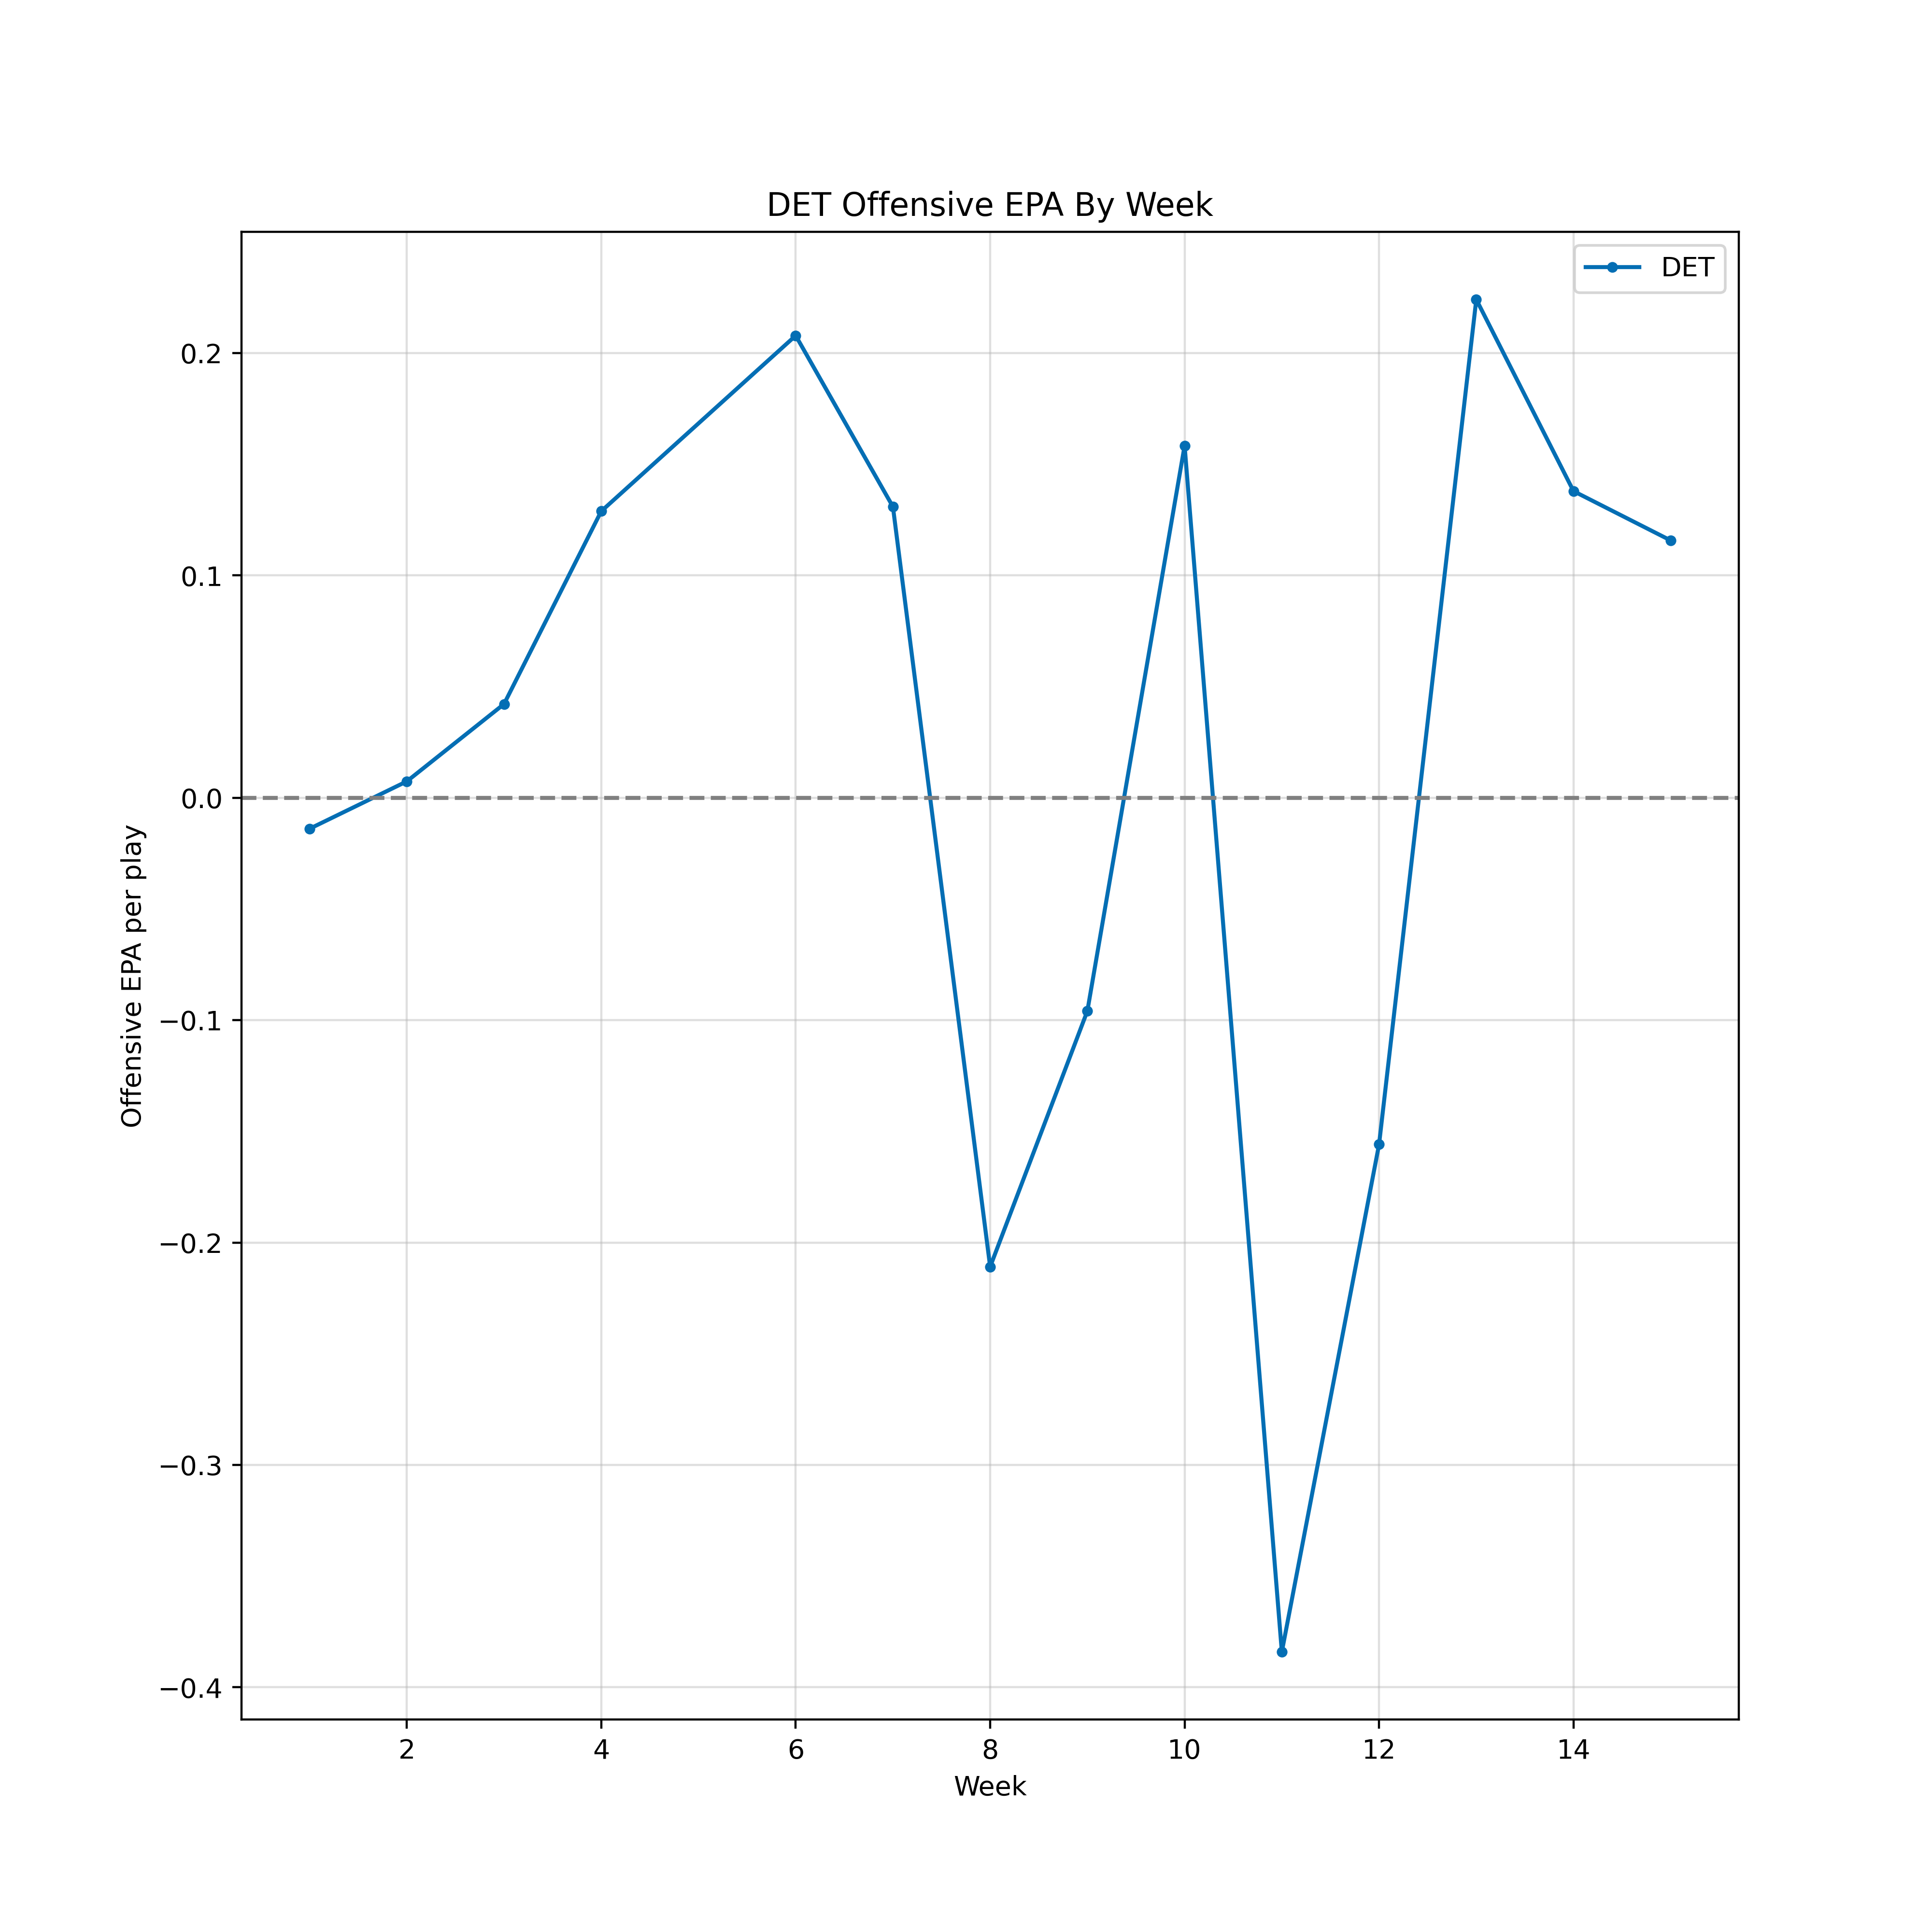 DET Offensive EPA By Week
DET
0.2
0.1
0.0
−0.1
−0.2
−0.3
−0.4
Offensive EPA per play
2 4 6 8 10 12 14
Week